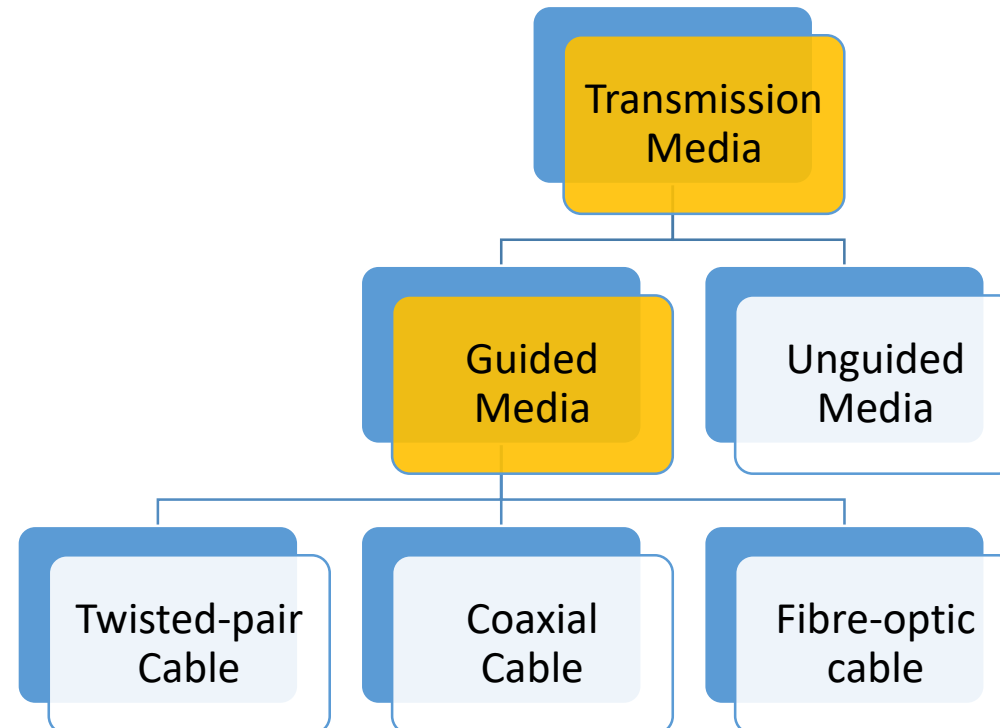 Transmission
Media
Guided
Media
Unguided
Media
Twisted-pair
Cable
Coaxial
Cable
Fibre-optic
cable